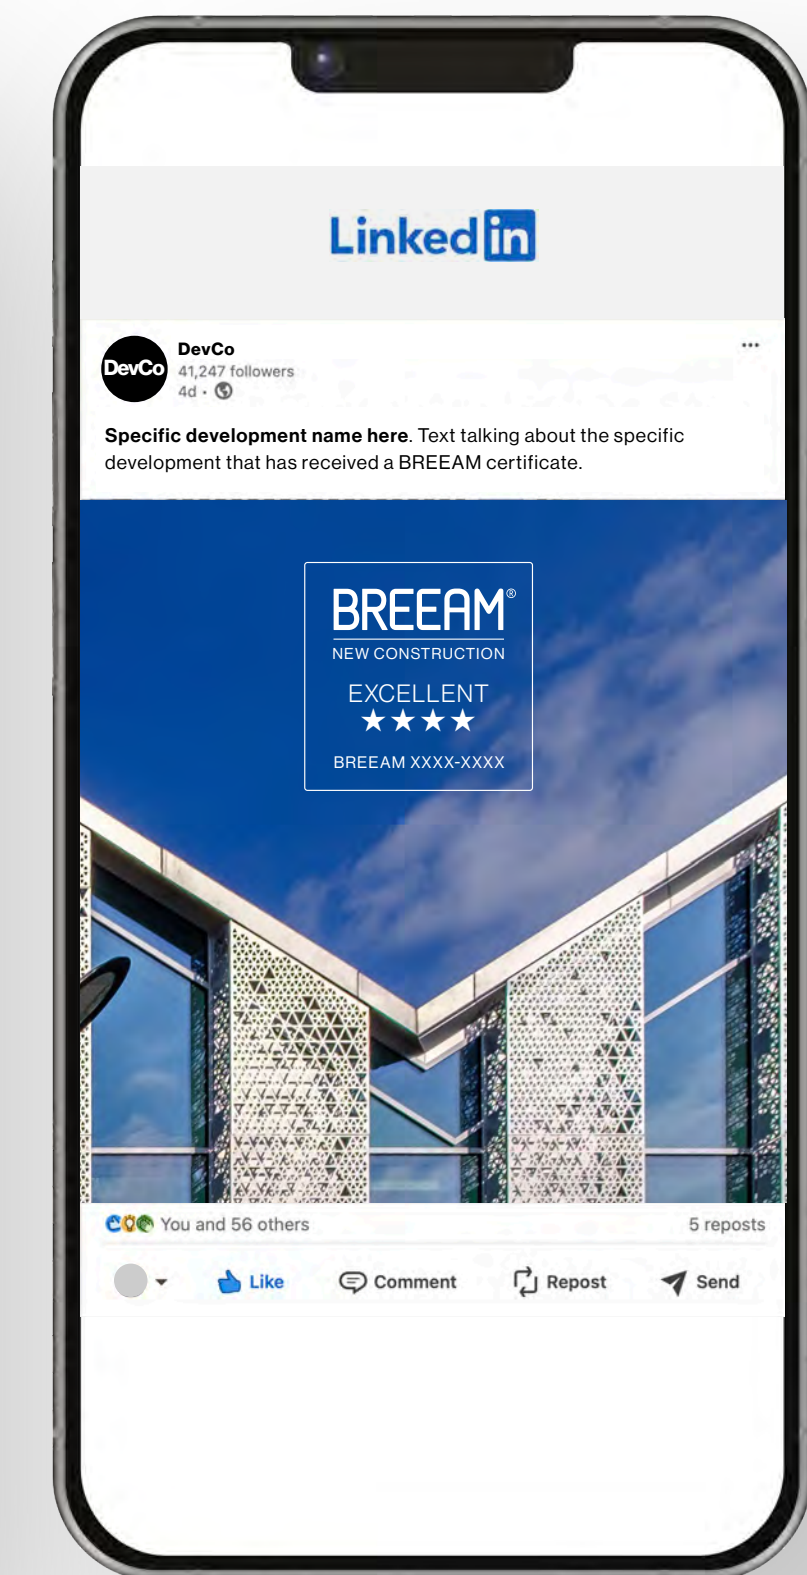 Linked in
DevCo
DevCo
41,247 followers
4d •
...
Specific development name here. Text talking about the specific
development that has received a BREEAM certificate.
BREEAM®
NEW CONSTRUCTION
EXCELLENT
BREEAM XXXX-XXXX
You and 56 others
5 reposts
Like
Comment
Repost
Send